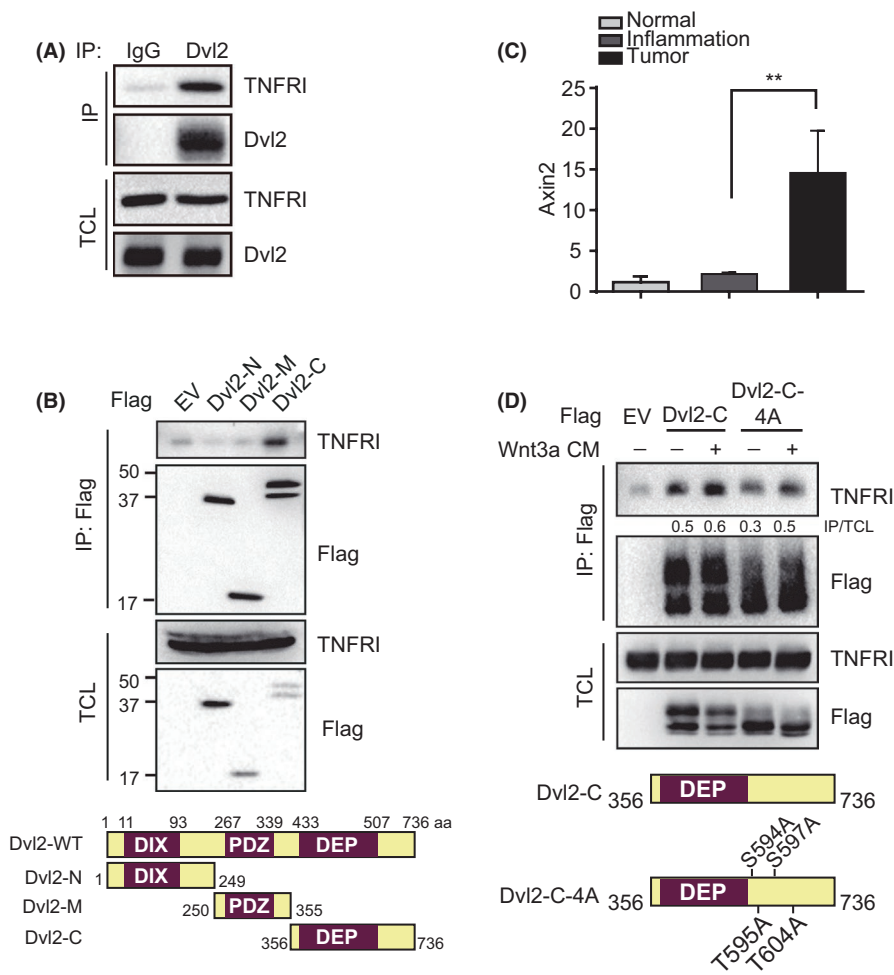 (A) IP: IgG Dvl2
IP
TNFRI
Dvl2
TCL
TNFRI
Dvl2
(C)
Normal
Inflammation
Tumor
**
Axin2
25
20
15
10
5
0
(B)
Flag EV Dvl2-N Dvl2-M Dvl2-C
IP: Flag
TNFRI
50
37
17
Flag
TCL
TNFRI
50
37
17
Flag
1 11 93 267 339 433 507 736 aa
Dvl2-WT DIX PDZ DEP
Dvl2-N 1 DIX 249
Dvl2-M 250 PDZ 355
Dvl2-C 356 DEP 736
(D)
Flag EV Dvl2-C Dvl2-C-4A
Wnt3a CM – – + – +
IP: Flag
TNFRI
0.5 0.6 0.3 0.5 IP/TCL
Flag
TCL
TNFRI
Flag
Dvl2-C 356 DEP 736
S594A S597A
Dvl2-C-4A 356 DEP 736
T595A T604A